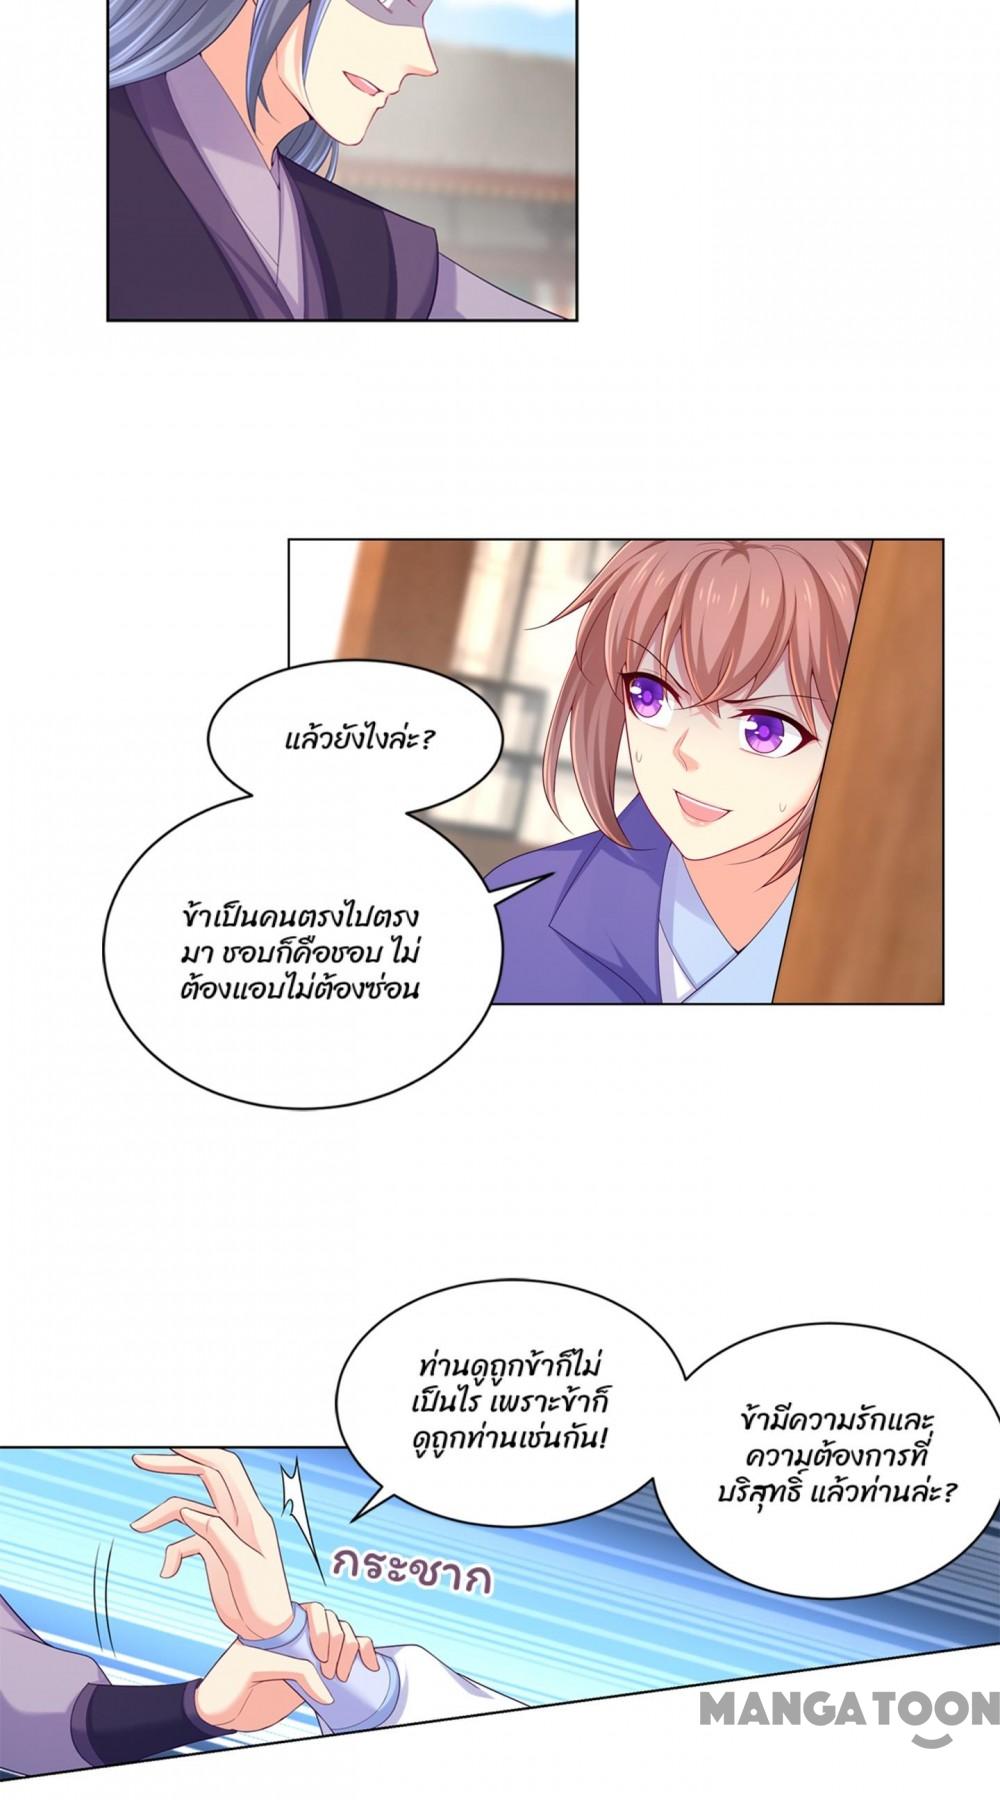 แล้วยังไงล่ะ?
ข้าเป็นคนตรงไปตรง
มา ชอบก็คือชอบ ไม่
ต้องแอบไม่ต้องซ่อน
ท่านดูถูกข้าก็ไม่
เป็นไร เพราะข้าก็
ดูถูกท่านเช่นกัน!
ข้ามีความรักและ
ความต้องการที่
บริสุทธิ์ แล้วท่านล่ะ?
กระชาก
MANGATOON